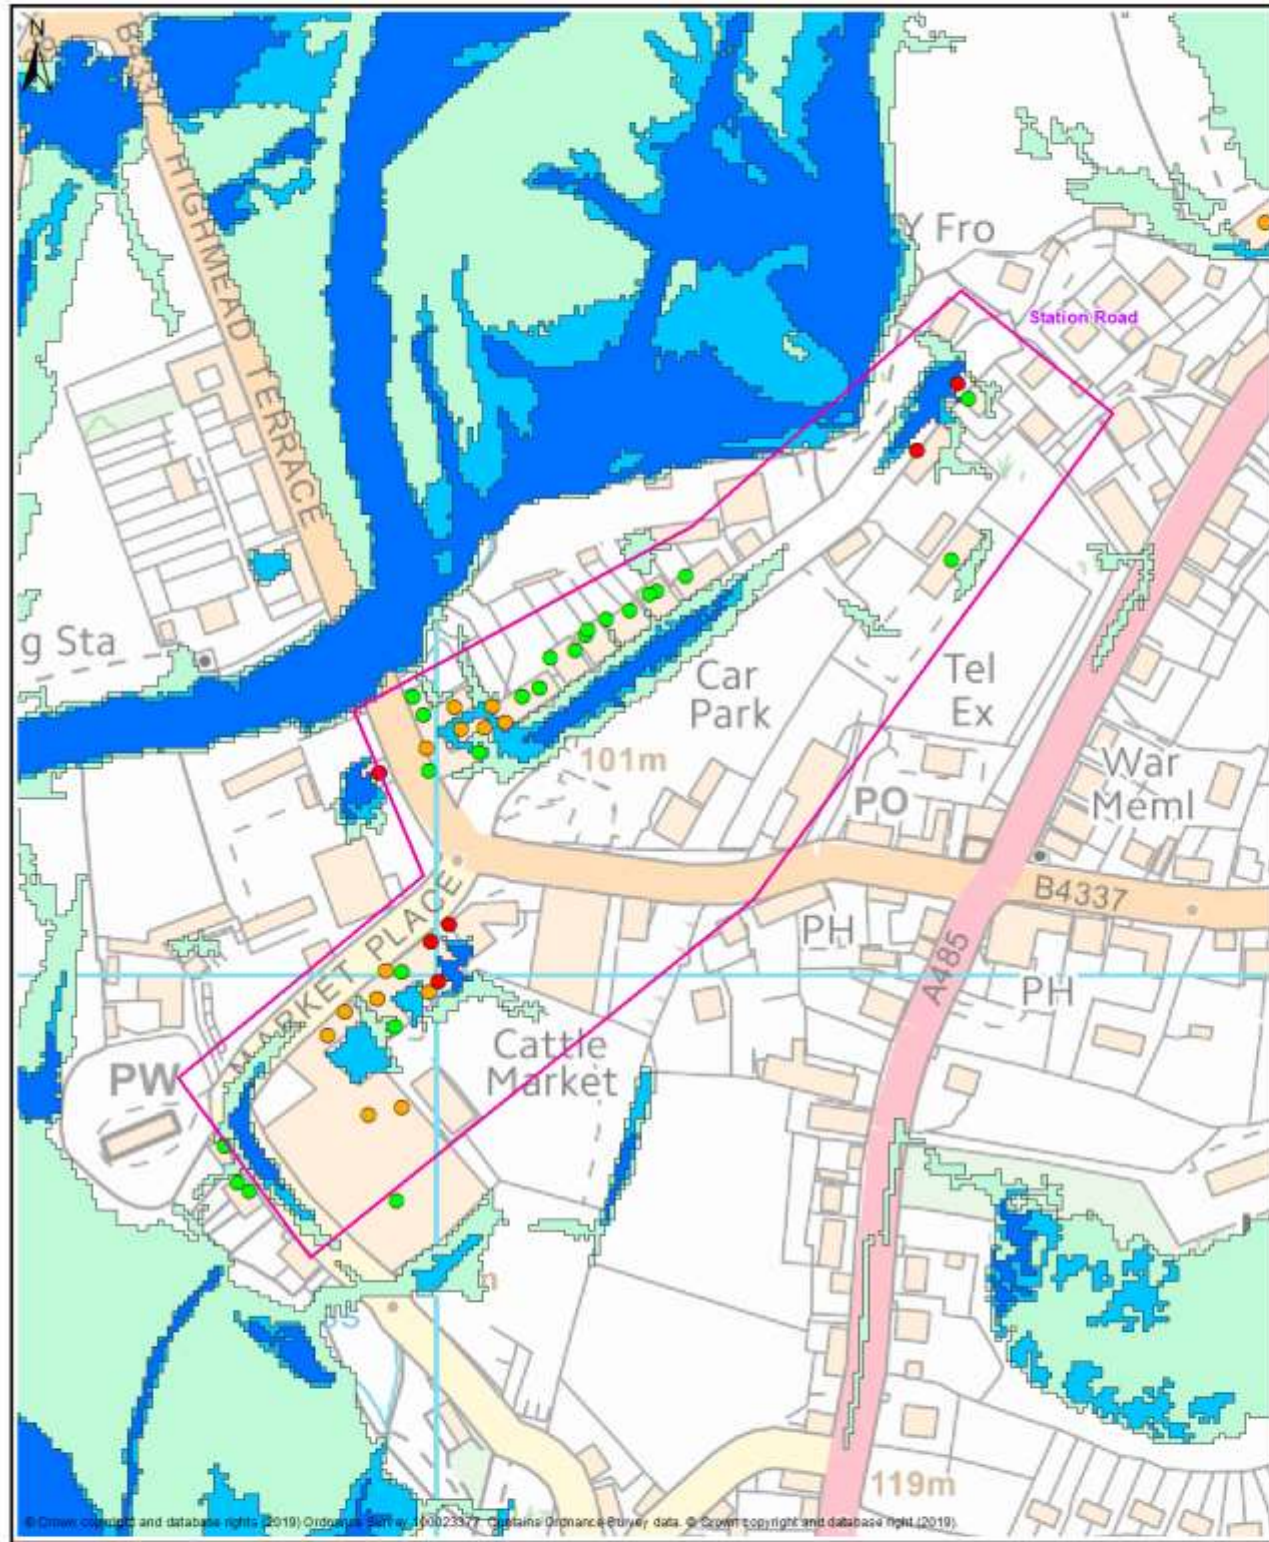 N
B4337
HIGHMEAD TERRACE
Y Fro
Station Road
g Sta
Car
Park
Tel
Ex
101m
War
Meml
PO
B4337
MARKET PLACE
PH
A485
PH
Cattle
Market
PW
119m
© Crown copyright and database rights (2019) Ordnance Survey 100023377. Contains Ordnance Survey data. © Crown copyright and database right (2019).